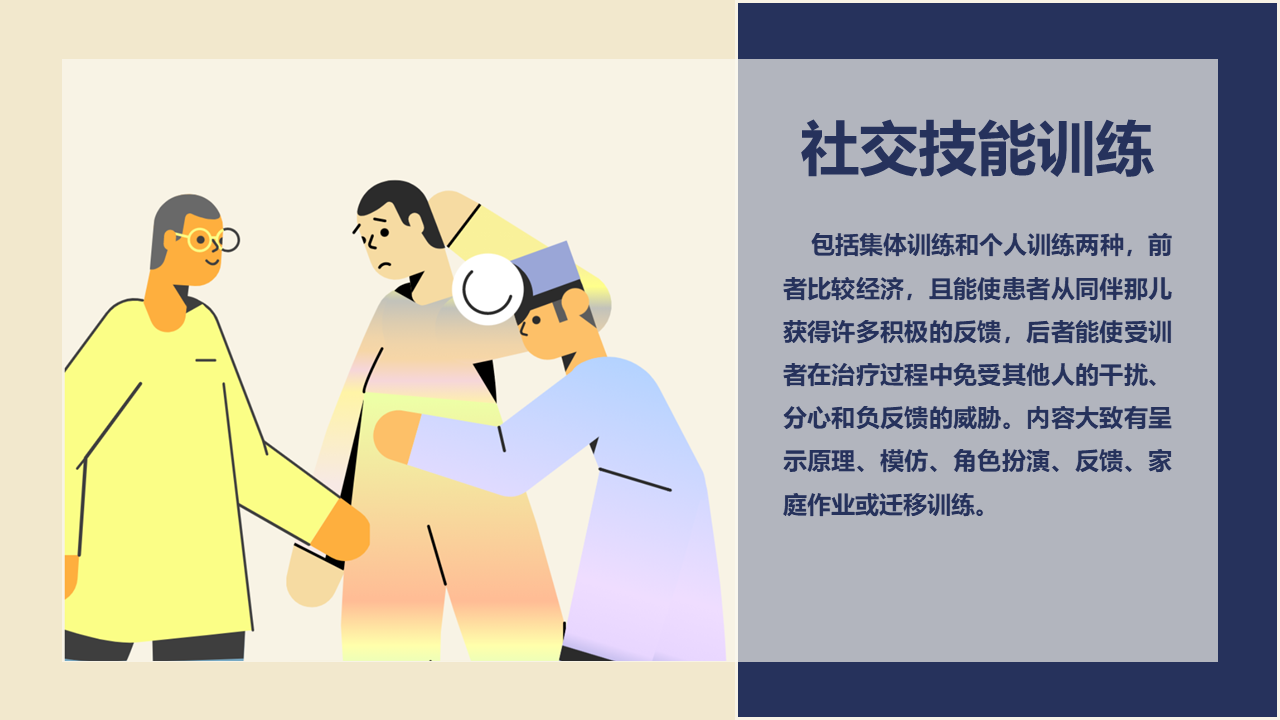 社交技能训练
包括集体训练和个人训练两种，前
者比较经济，且能使患者从同伴那儿
获得许多积极的反馈，后者能使受训
者在治疗过程中免受其他人的干扰、
分心和负反馈的威胁。内容大致有呈
示原理、模仿、角色扮演、反馈、家
庭作业或迁移训练。